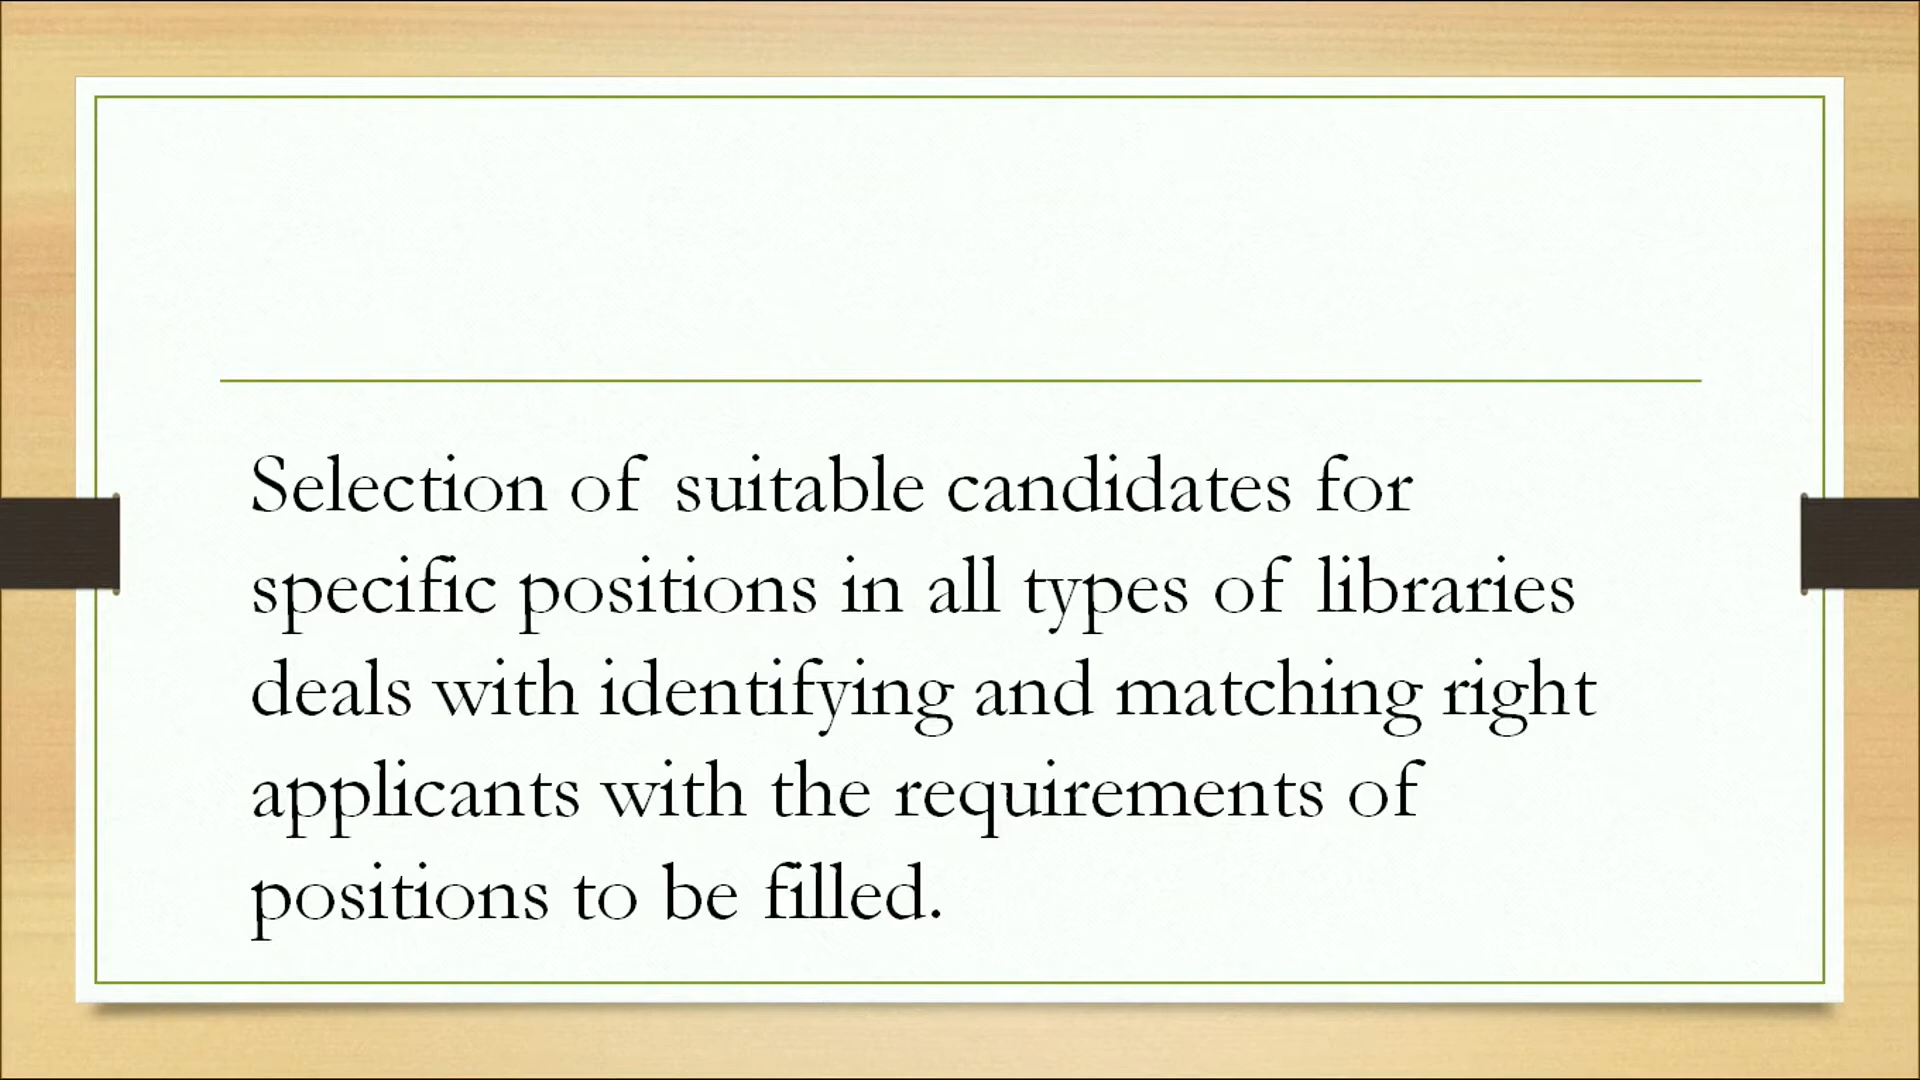 Selection of suitable candidates for
specific positions in all types of libraries
deals with identifying and matching right
applicants with the requirements of
positions to be filled.